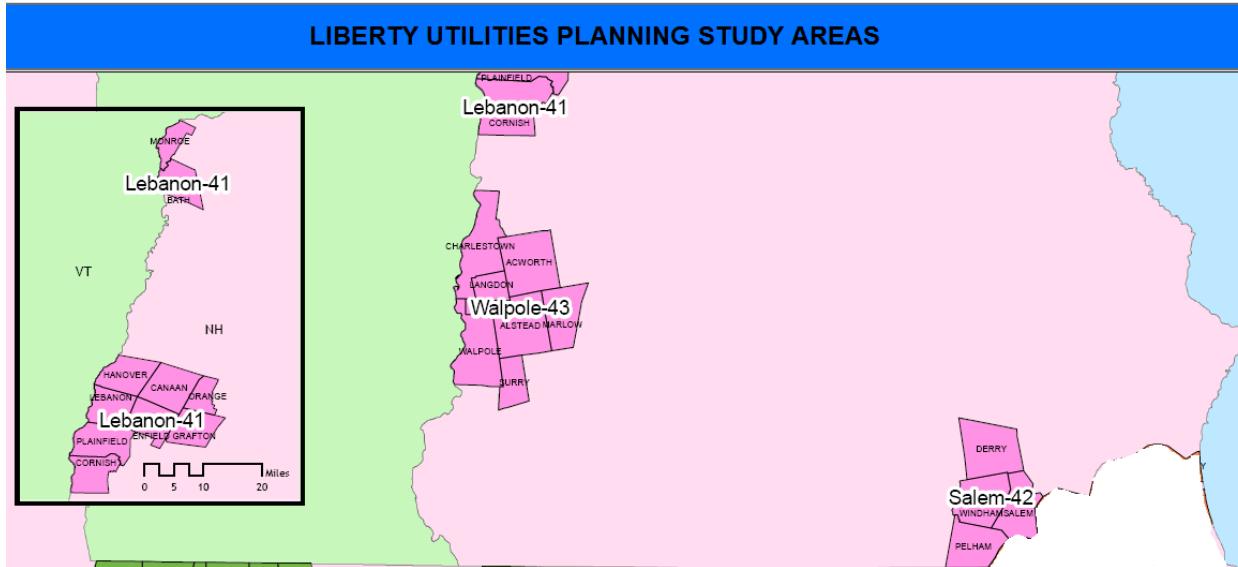 LIBERTY UTILITIES PLANNING STUDY AREAS
PLAINFIELD
Lebanon-41
CORNISH
MONROE
Lebanon-41
BATH
VT
NH
HANOVER
CANAAN
LEBANON
ORANGE
Lebanon-41
PLAINFIELD
ENFIELD
GRAFTON
CORNISH
Miles
0 5 10 20
CHARLESTOWN
ACWORTH
LANGDON
Walpole-43
ALSTEAD
MARLOW
WALPOLE
SURRY
DERRY
Salem-42
WINDHAM
SALEM
PELHAM